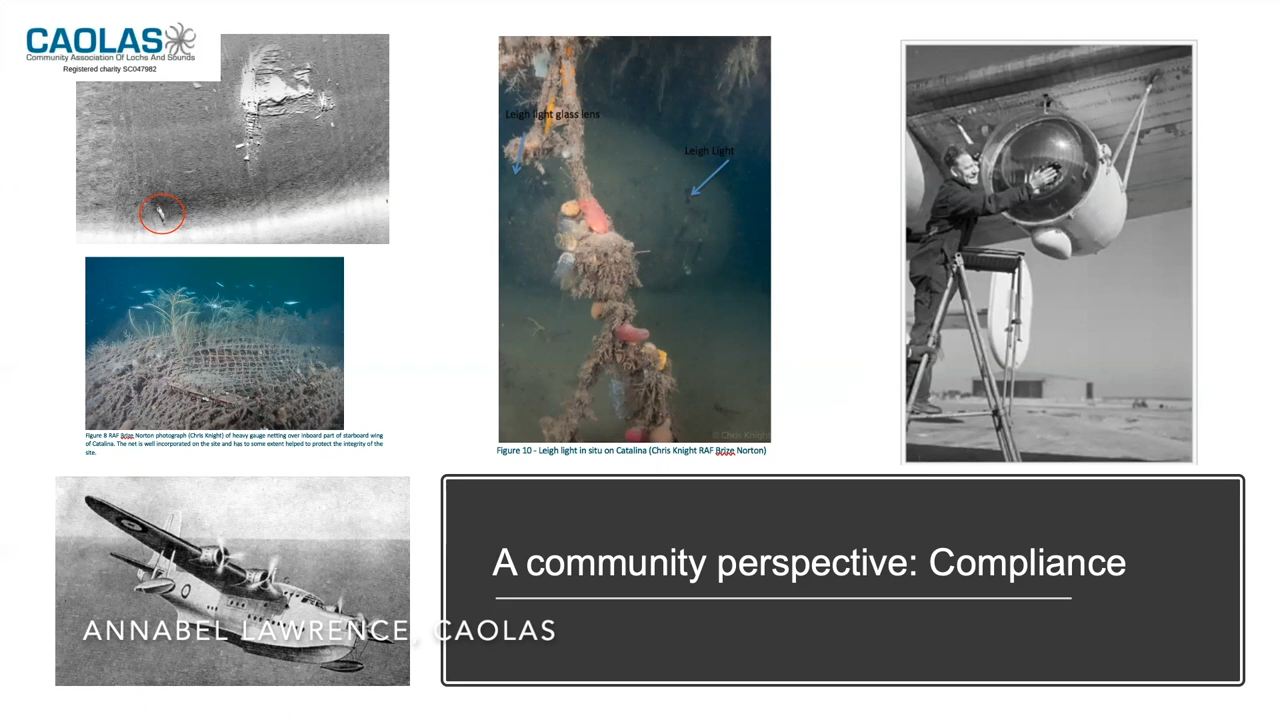 CAOLAS
Community Association Of Lochs And Sounds
Registered charity SC047982
Leigh light glass lens
Leigh Light
© Chris Knight
Figure 8 RAF Brize Norton photograph (Chris Knight) of heavy gauge netting over inboard part of starboard wing
of Catalina. The net is well incorporated on the site and has to some extent helped to protect the integrity of the
site.
Figure 10 - Leigh light in situ on Catalina (Chris Knight RAF Brize Norton)
A community perspective: Compliance
ANNABEL LAWRENCE, CAOLAS